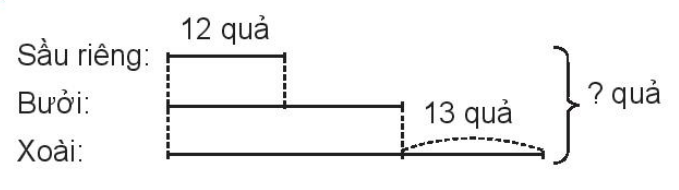 12 quả
Sầu riêng:
Bưởi:
13 quả
? quả
Xoài: